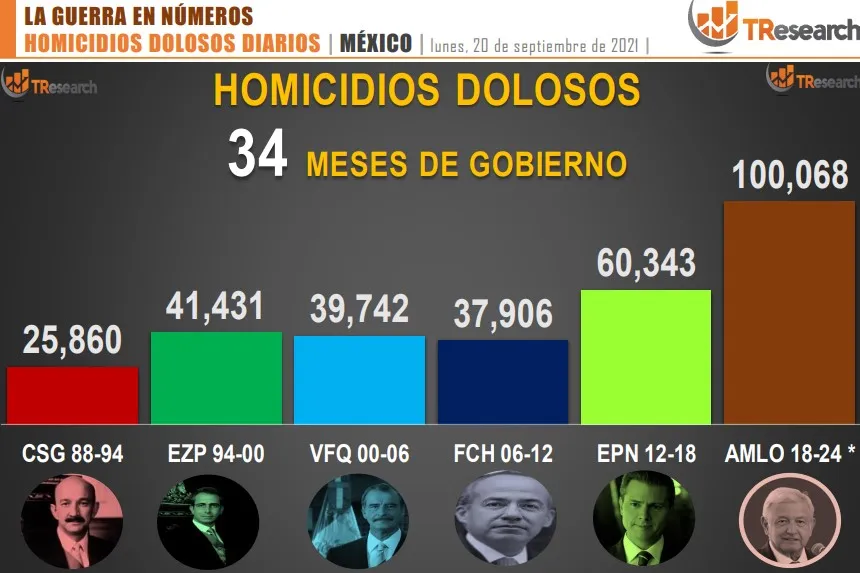 LA GUERRA EN NÚMEROS
HOMICIDIOS DOLOSOS DIARIOS | MÉXICO | lunes, 20 de septiembre de 2021 |
TResearch
TResearch
TResearch
HOMICIDIOS DOLOSOS
34 MESES DE GOBIERNO
25,860
41,431
39,742
37,906
60,343
100,068
CSG 88-94
EZP 94-00
VFQ 00-06
FCH 06-12
EPN 12-18
AMLO 18-24 *